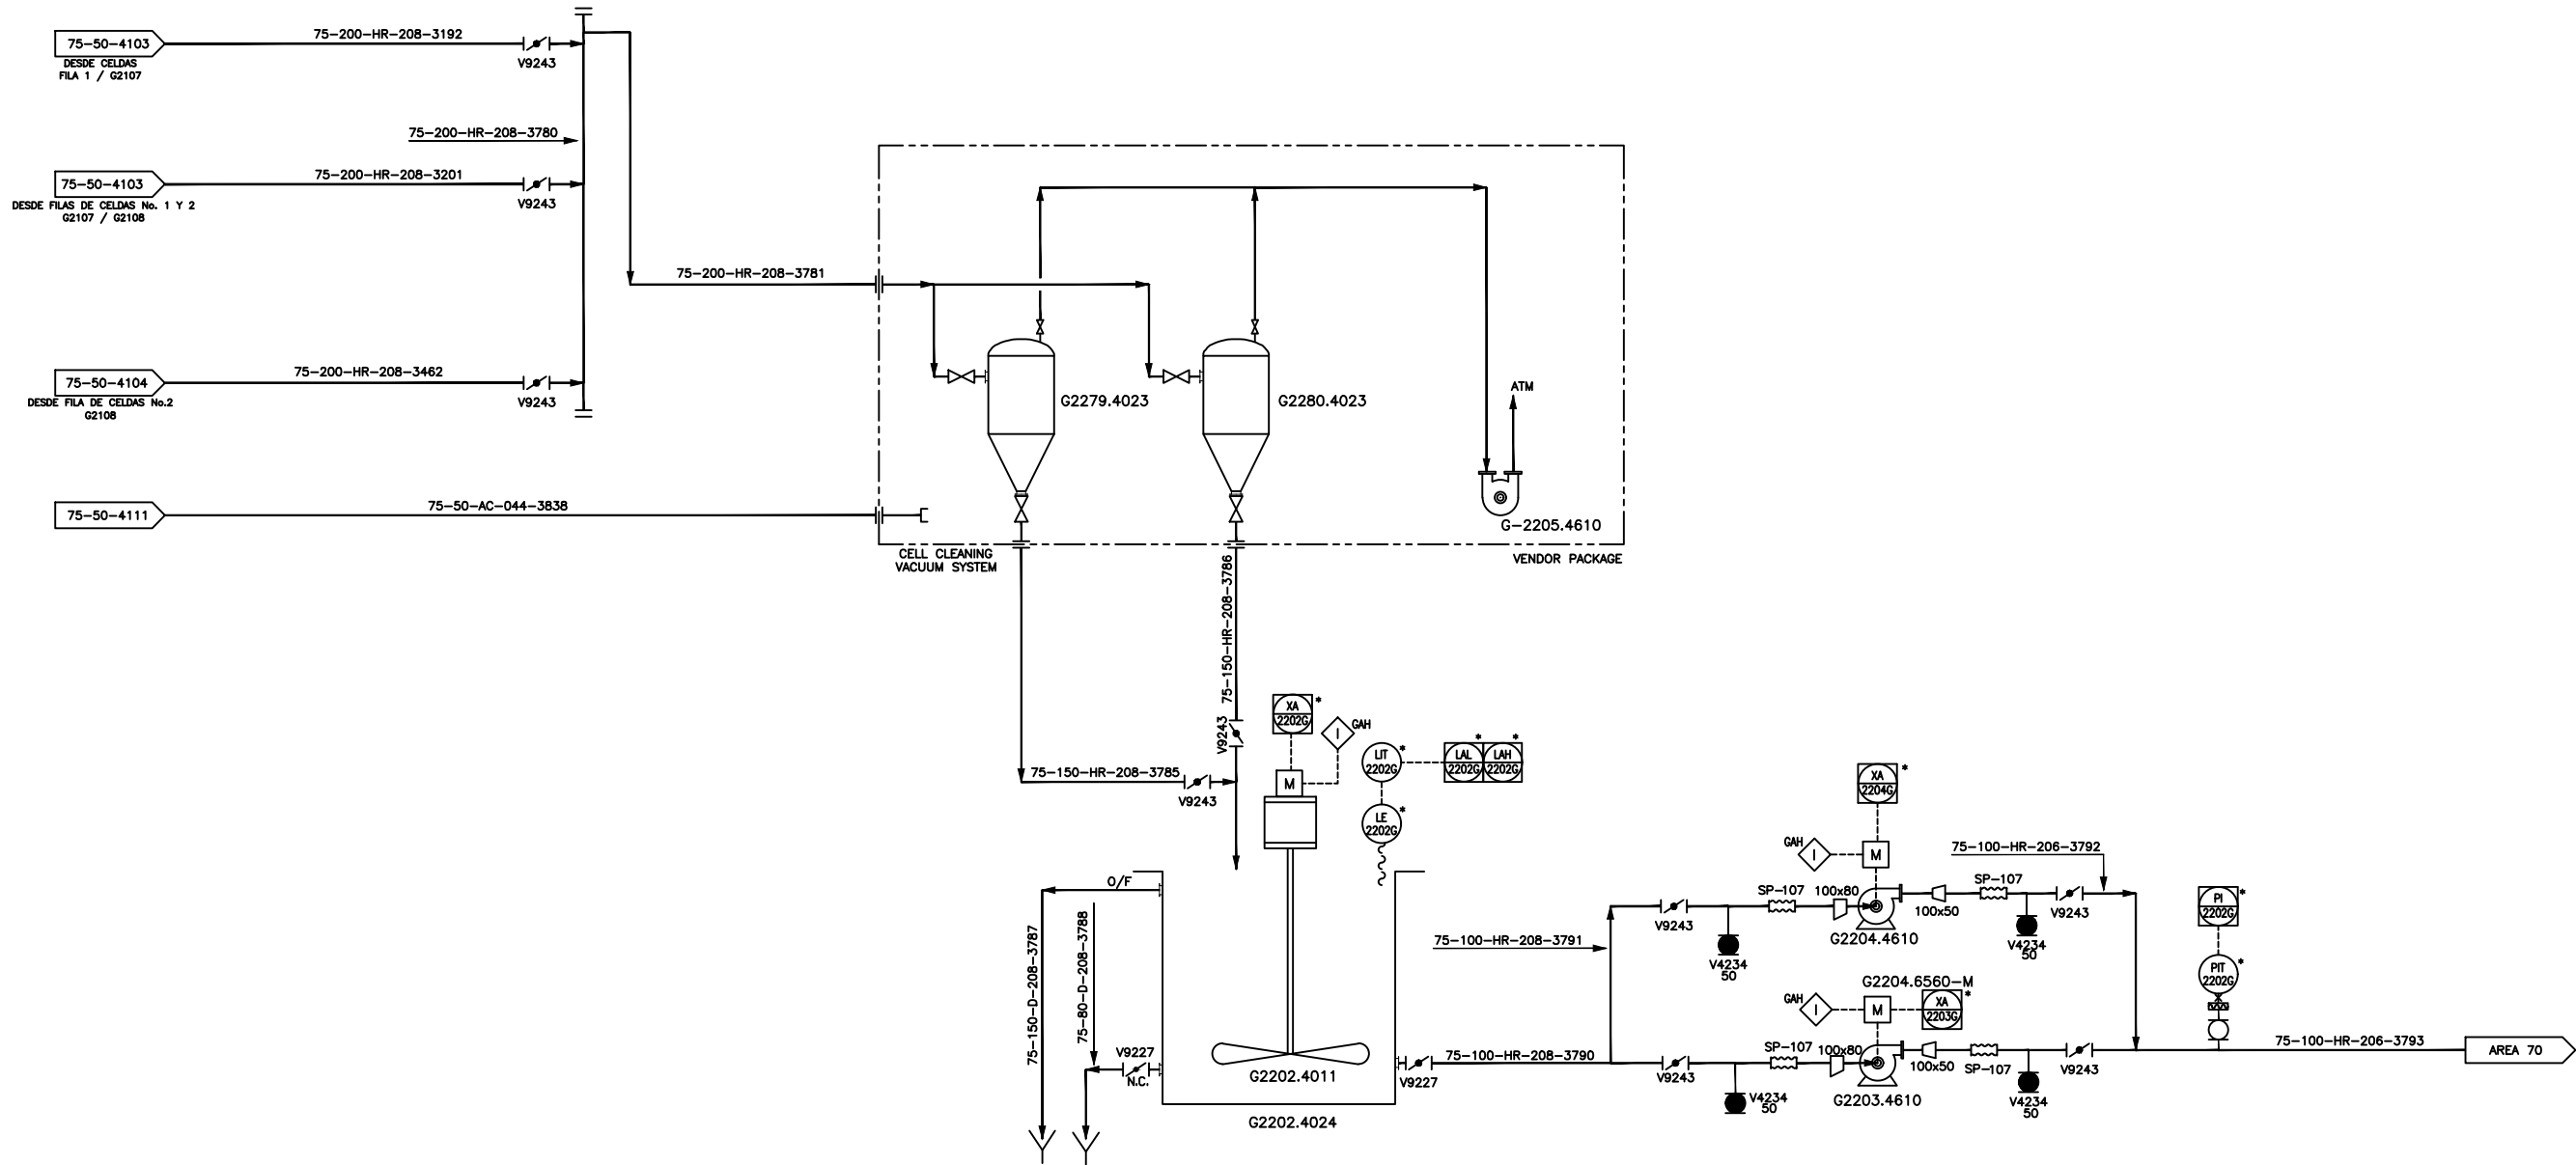 75-50-4103
DESDE CELDAS
FILA 1 / G2107
75-200-HR-208-3192
V9243
75-200-HR-208-3780
75-50-4103
DESDE FILAS DE CELDAS No. 1 Y 2
G2107 / G2108
75-200-HR-208-3201
V9243
75-200-HR-208-3781
75-50-4104
DESDE FILA DE CELDAS No.2
G2108
75-200-HR-208-3462
V9243
75-50-4111
75-50-AC-044-3838
G2279.4023
G2280.4023
ATM
G-2205.4610
CELL CLEANING
VACUUM SYSTEM
VENDOR PACKAGE
75-150-HR-208-3786
V9243
75-150-HR-208-3785
V9243
XA
2202G
*
I
GAH
M
LIT
2202G
*
LAL
2202G
*
LAH
2202G
*
LE
2202G
*
O/F
75-150-D-208-3787
75-80-D-208-3788
V9227
N.C.
G2202.4011
G2202.4024
V9227
75-100-HR-208-3790
75-100-HR-208-3791
XA
2204G
*
GAH
I
M
75-100-HR-206-3792
V9243
SP-107
100x80
V4234
50
G2204.4610
100x50
SP-107
V4234
50
V9243
G2204.6560-M
GAH
I
M
XA
2203G
*
V9243
SP-107
100x80
V4234
50
G2203.4610
100x50
SP-107
V4234
50
V9243
PI
2202G
*
PIT
2202G
*
75-100-HR-206-3793
AREA 70